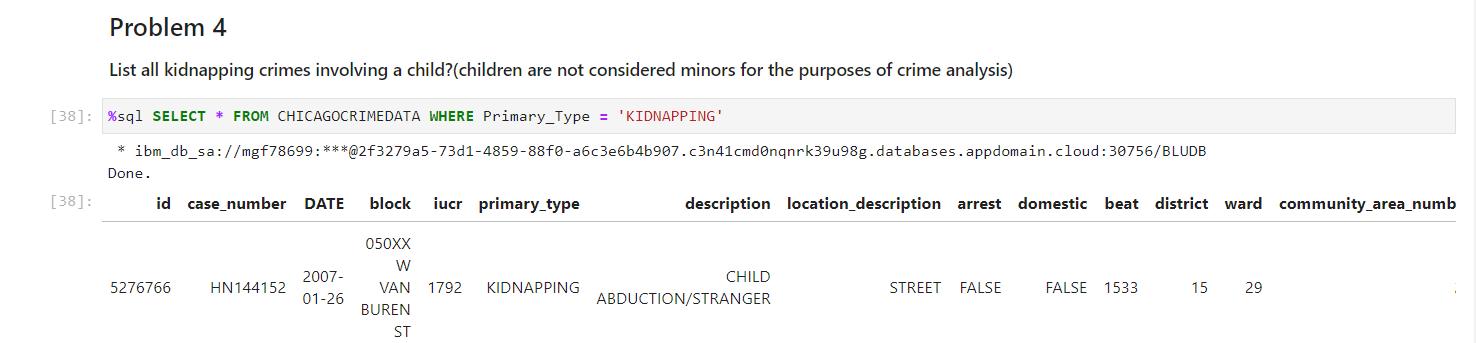 Problem 4
List all kidnapping crimes involving a child?(children are not considered minors for the purposes of crime analysis)
[38]: %sql SELECT * FROM CHICAGOCRIMEDATA WHERE Primary_Type = 'KIDNAPPING'
* ibm_db_sa://mgf78699:***@2f3279a5-73d1-4859-88f0-a6c3e6b4b907.c3n41cmd0nqnrk39u98g.databases.appdomain.cloud:30756/BLUDB
Done.
[38]: id case_number DATE block iucr primary_type description location_description arrest domestic beat district ward community_area_numb
5276766 HN144152 2007-01-26 050XX W VAN BUREN ST 1792 KIDNAPPING CHILD ABDUCTION/STRANGER STREET FALSE FALSE 1533 15 29